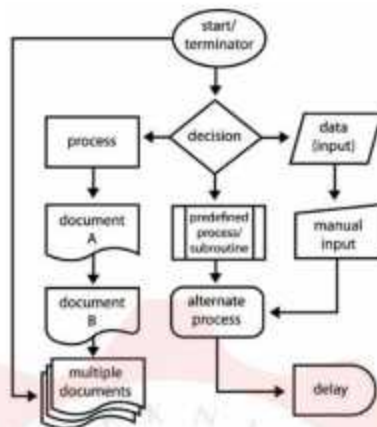 start/
terminator
process
decision
data
(input)
document
A
predefined
process/
subroutine
manual
input
document
B
alternate
process
multiple
documents
delay